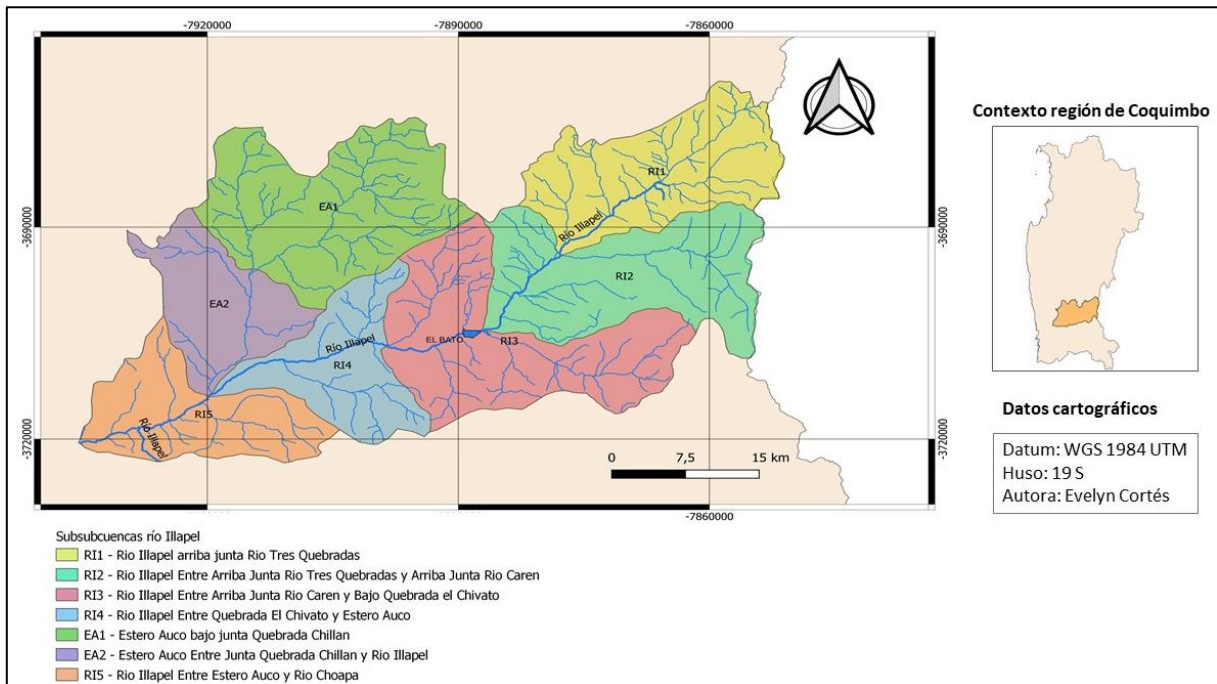 -7920000
-7890000
-7860000
Contexto región de Coquimbo
RI1
Río Illapel
EA1
-3690000
-3690000
RI2
EA2
EL BATO
RI3
Río Illapel
RI4
RI5
Río Illapel
-3720000
-3720000
0 7,5 15 km
-7860000
Datos cartográficos
Datum: WGS 1984 UTM
Huso: 19 S
Autora: Evelyn Cortés
Subsubcuencas río Illapel
RI1 - Rio Illapel arriba junta Rio Tres Quebradas
RI2 - Rio Illapel Entre Arriba Junta Rio Tres Quebradas y Arriba Junta Rio Caren
RI3 - Rio Illapel Entre Arriba Junta Rio Caren y Bajo Quebrada el Chivato
RI4 - Rio Illapel Entre Quebrada El Chivato y Estero Auco
EA1 - Estero Auco bajo junta Quebrada Chillan
EA2 - Estero Auco Entre Junta Quebrada Chillan y Rio Illapel
RI5 - Rio Illapel Entre Estero Auco y Rio Choapa